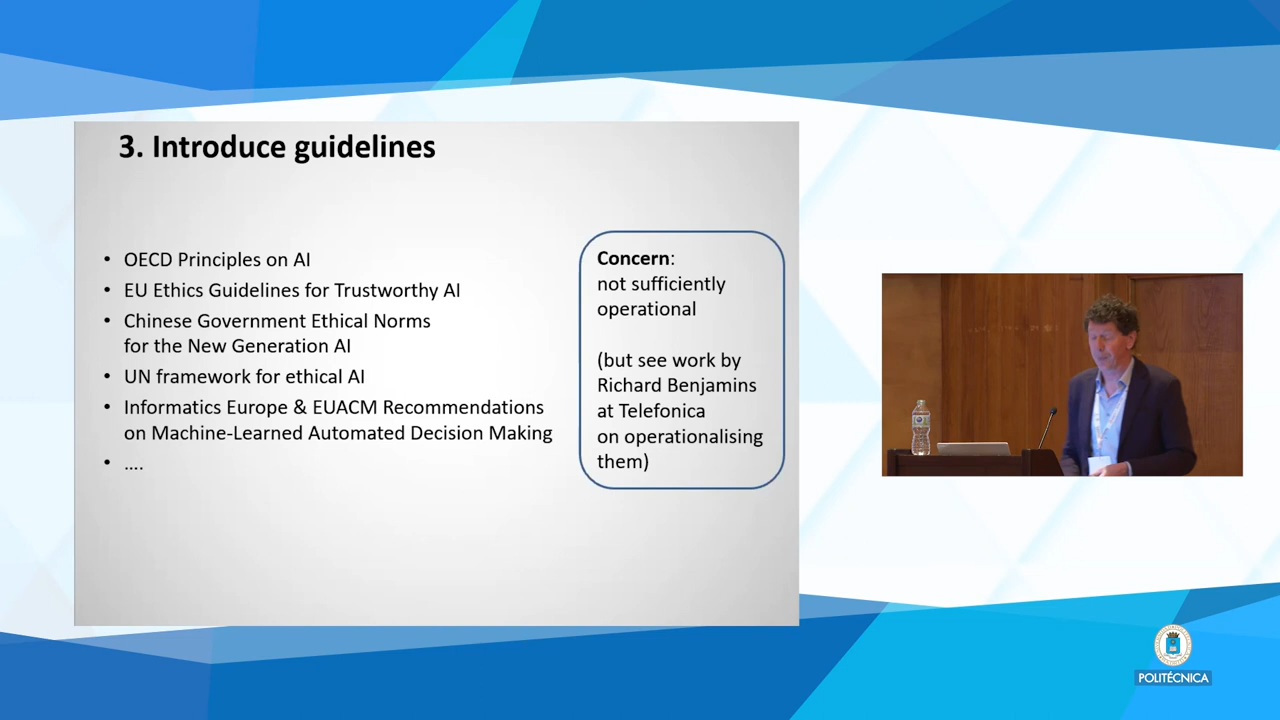 3. Introduce guidelines
• OECD Principles on AI
• EU Ethics Guidelines for Trustworthy AI
• Chinese Government Ethical Norms
for the New Generation AI
• UN framework for ethical AI
• Informatics Europe & EUACM Recommendations
on Machine-Learned Automated Decision Making
• ....
Concern:
not sufficiently
operational
(but see work by
Richard Benjamins
at Telefonica
on operationalising
them)
POLITÉCNICA